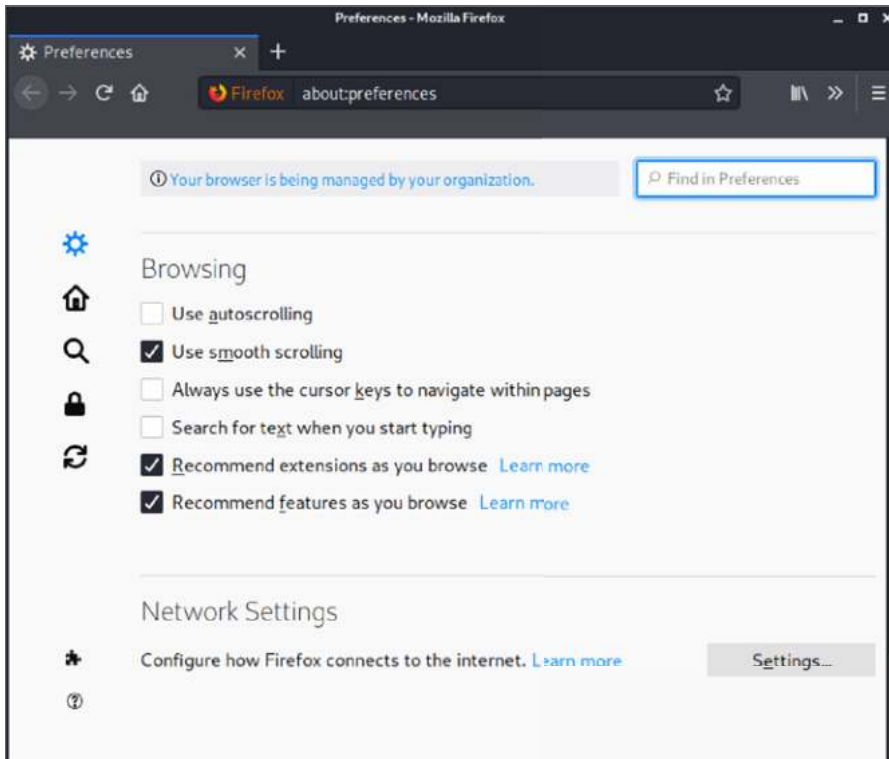 Preferences - Mozilla Firefox
Preferences
Firefox about:preferences
Your browser is being managed by your organization.
Find in Preferences
Browsing
Use autoscrolling
Use smooth scrolling
Always use the cursor keys to navigate within pages
Search for text when you start typing
Recommend extensions as you browse Learn more
Recommend features as you browse Learn more
Network Settings
Configure how Firefox connects to the internet. Learn more
Settings...